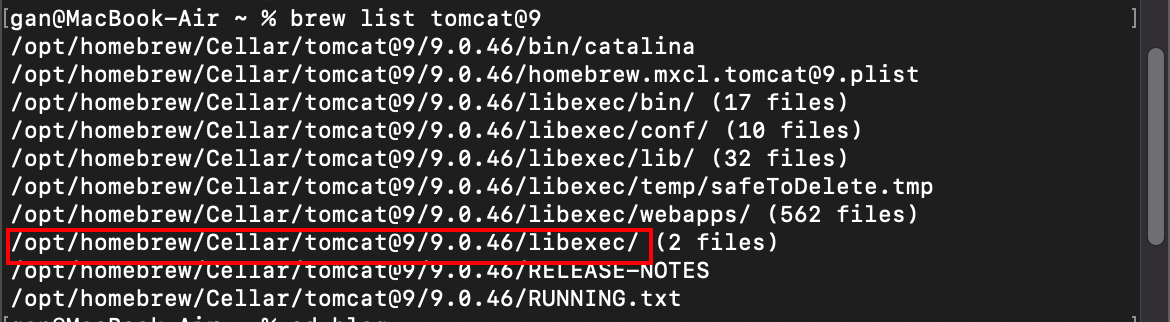 [gan@MacBook-Air ~ % brew list tomcat@9 ]
/opt/homebrew/Cellar/tomcat@9/9.0.46/bin/catalina
/opt/homebrew/Cellar/tomcat@9/9.0.46/homebrew.mxcl.tomcat@9.plist
/opt/homebrew/Cellar/tomcat@9/9.0.46/libexec/bin/ (17 files)
/opt/homebrew/Cellar/tomcat@9/9.0.46/libexec/conf/ (10 files)
/opt/homebrew/Cellar/tomcat@9/9.0.46/libexec/lib/ (32 files)
/opt/homebrew/Cellar/tomcat@9/9.0.46/libexec/temp/safeToDelete.tmp
/opt/homebrew/Cellar/tomcat@9/9.0.46/libexec/webapps/ (562 files)
/opt/homebrew/Cellar/tomcat@9/9.0.46/libexec/ (2 files)
/opt/homebrew/Cellar/tomcat@9/9.0.46/RELEASE-NOTES
/opt/homebrew/Cellar/tomcat@9/9.0.46/RUNNING.txt